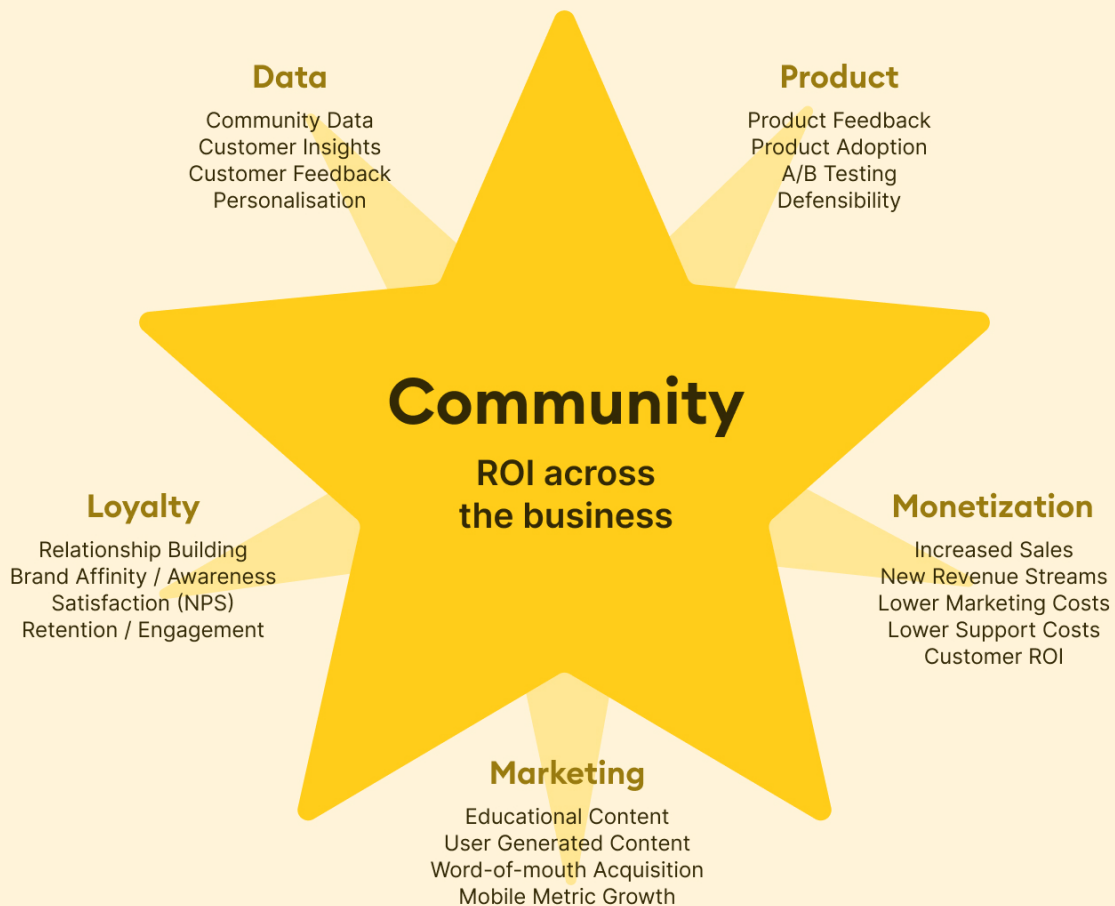 Data
Community Data
Customer Insights
Customer Feedback
Personalisation
Product
Product Feedback
Product Adoption
A/B Testing
Defensibility
Community
ROI across
the business
Loyalty
Relationship Building
Brand Affinity / Awareness
Satisfaction (NPS)
Retention / Engagement
Monetization
Increased Sales
New Revenue Streams
Lower Marketing Costs
Lower Support Costs
Customer ROI
Marketing
Educational Content
User Generated Content
Word-of-mouth Acquisition
Mobile Metric Growth